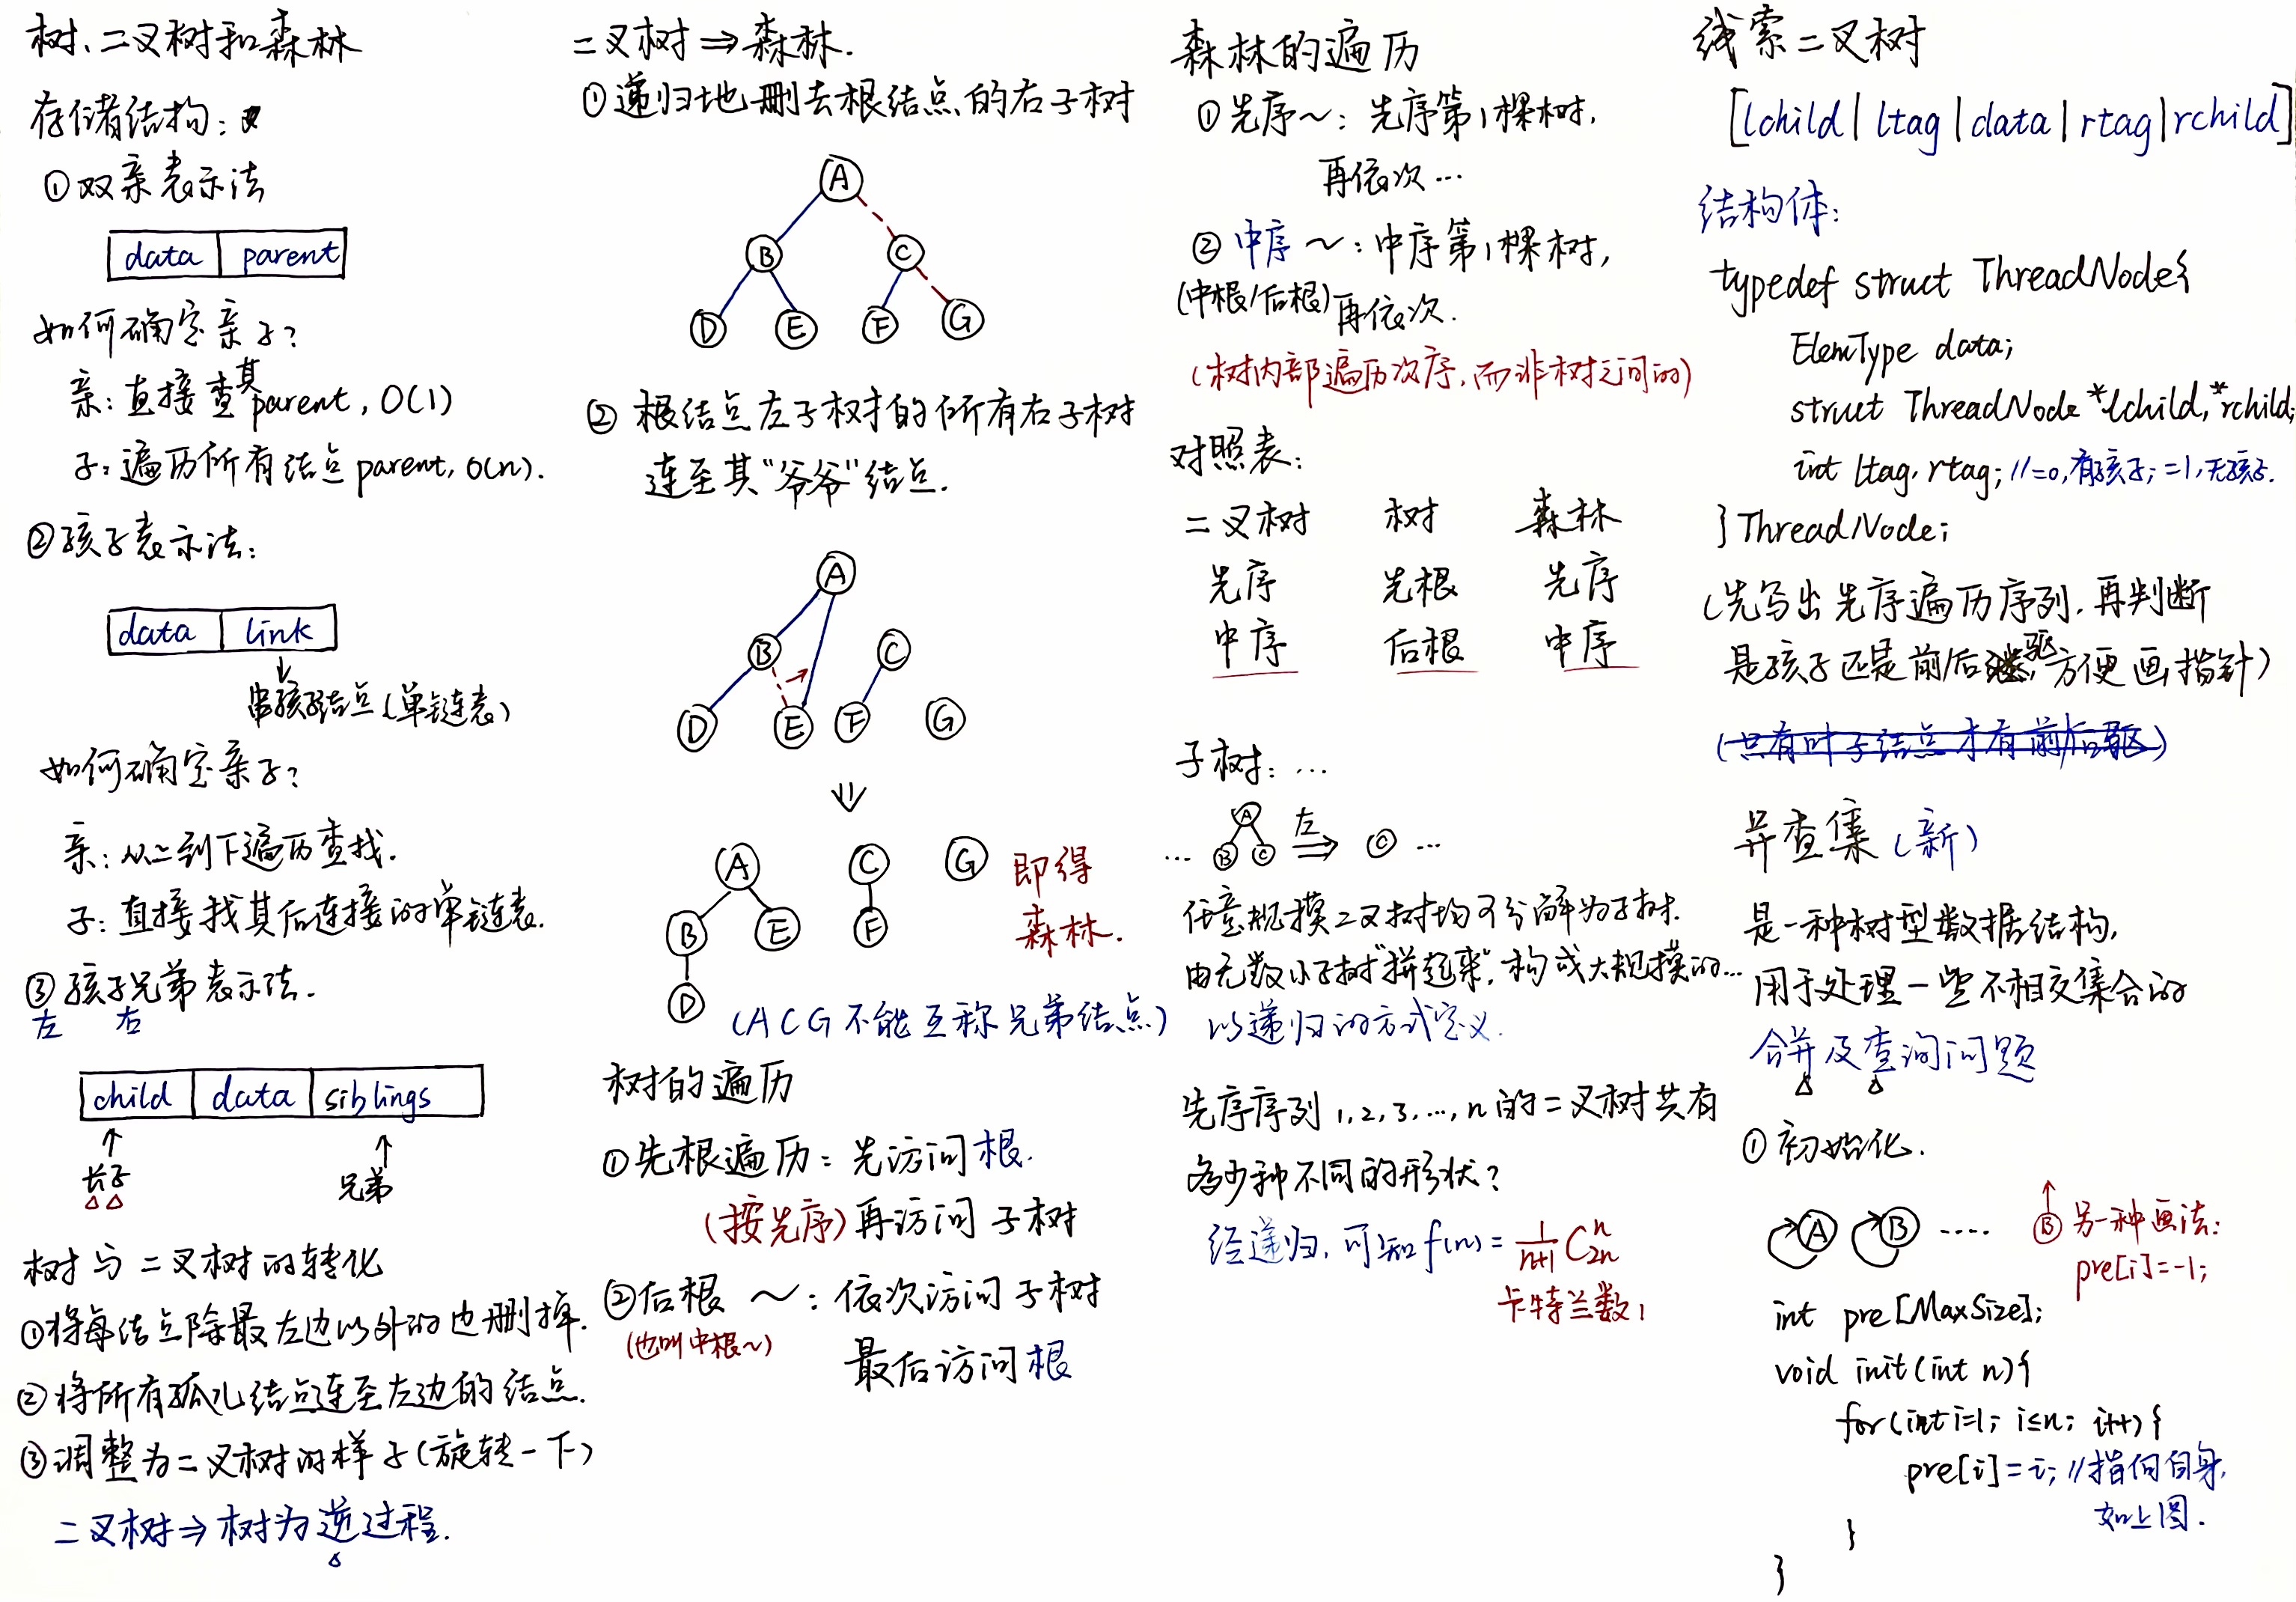 树、二叉树和森林
存储结构:
①双亲表示法
data | parent
如何确定亲子?
亲:直接查其parent, O(1)
子:遍历所有结点parent, O(n).
②孩子表示法:
data | link
↓
串孩子结点(单链表)
如何确定亲子?
亲:从上到下遍历查找.
子:直接找其后连接的单链表.
③孩子兄弟表示法.
左 右
child | data | siblings
↑ ↑
长子 兄弟
树与二叉树的转化
①将每结点除最左边以外的边删掉.
②将所有孤儿结点连至左边的结点.
③调整为二叉树的样子(旋转一下)
二叉树⇒树为逆过程.
二叉树⇒森林.
①递归地删去根结点的右子树
A
B C
D E F G
②根结点左子树的所有右子树
连至其“爷爷”结点.
A
B C
D E F G
⇓
A C G 即得
B E F 森林.
D
(A C G 不能互称兄弟结点)
树的遍历
①先根遍历:先访问根.
(按先序)再访问子树
②后根~:依次访问子树
(也叫中根~) 最后访问根
森林的遍历
①先序~:先序第1棵树,
再依次…
②中序~:中序第1棵树,
(中根/后根)再依次.
(树内部遍历次序,而非树之间的)
对照表:
二叉树 树 森林
先序 先根 先序
中序 后根 中序
子树:…
A
… B C 左⇒ C …
任意规模二叉树均可分解为子树.
由无数小子树“拼起来”,构成大规模的…
以递归的方式定义.
先序序列1,2,3,…,n的二叉树共有
多少种不同的形状?
经递归,可知f(n)=1/(n+1) C_{2n}^{n}
卡特兰数!
线索二叉树
[lchild | ltag | data | rtag | rchild]
结构体:
typedef struct ThreadNode{
ElemType data;
struct ThreadNode *lchild,*rchild;
int ltag, rtag; //=0,有孩子;=1,无孩子.
}ThreadNode;
(先写出先序遍历序列,再判断
是孩子还是前/后驱,方便画指针)
(只有叶子结点才有前/后驱)
并查集(新)
是一种树型数据结构,
用于处理一些不相交集合的
合并及查询问题
①初始化.
A B …. B 另一种画法:
pre[i]=-1;
int pre[MaxSize];
void init(int n){
for(int i=1; i≤n; i++){
pre[i]=i; //指向自身,
如上图.
}
}